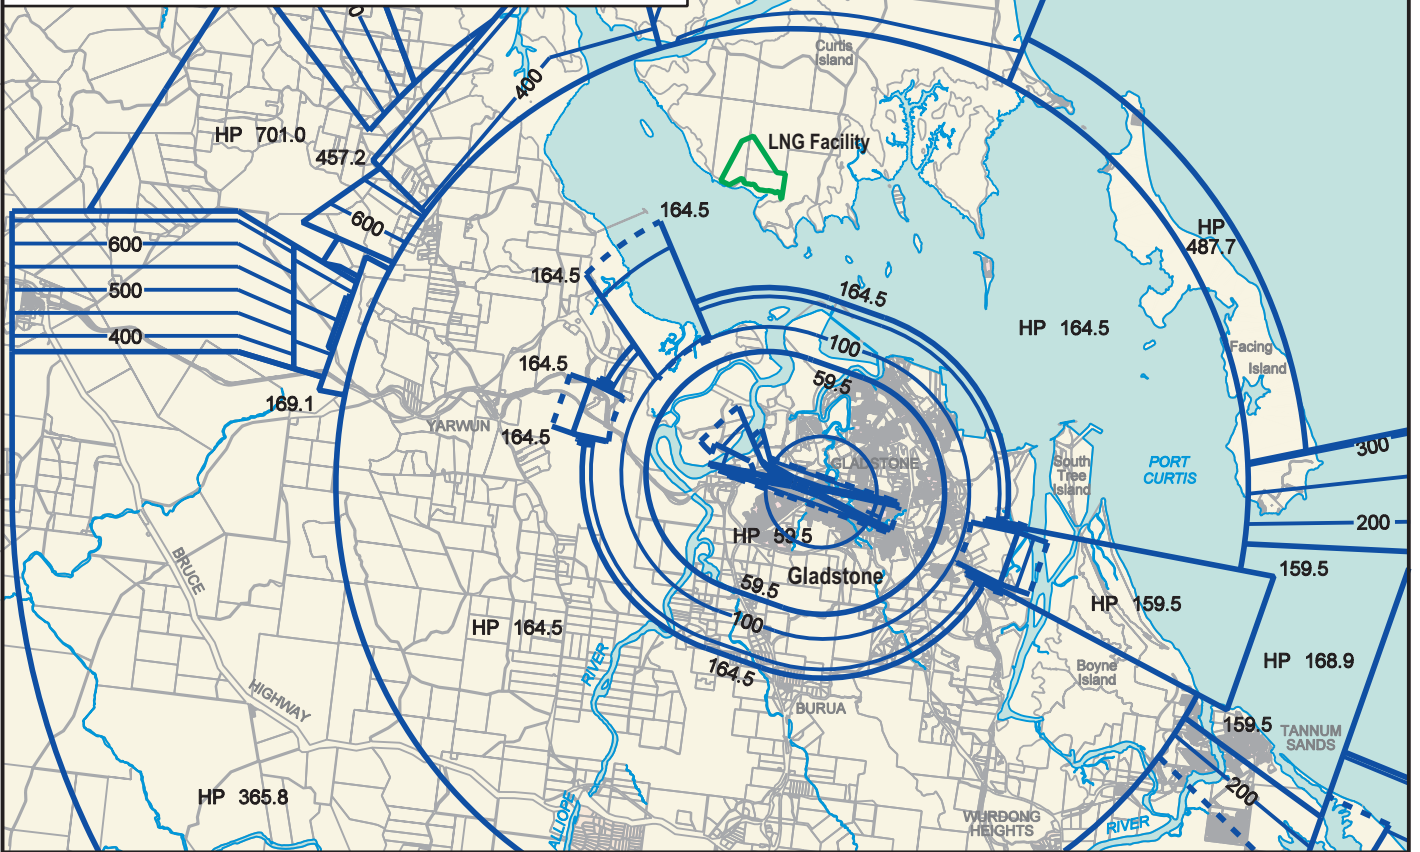 Curtis
Island
400
LNG Facility
HP 701.0
457.2
164.5
600
HP
487.7
600
164.5
500
164.5
HP 164.5
400
100
Facing
Island
164.5
59.5
169.1
YARWUN
164.5
300
GLADSTONE
South
Tree
Island
PORT
CURTIS
200
HP 59.5
BRUCE
Gladstone
159.5
59.5
HP 159.5
100
HP 164.5
HP 168.9
RIVER
164.5
Boyne
Island
HIGHWAY
BURUA
159.5
TANNUM
SANDS
HP 365.8
200
WURDONG
HEIGHTS
RIVER